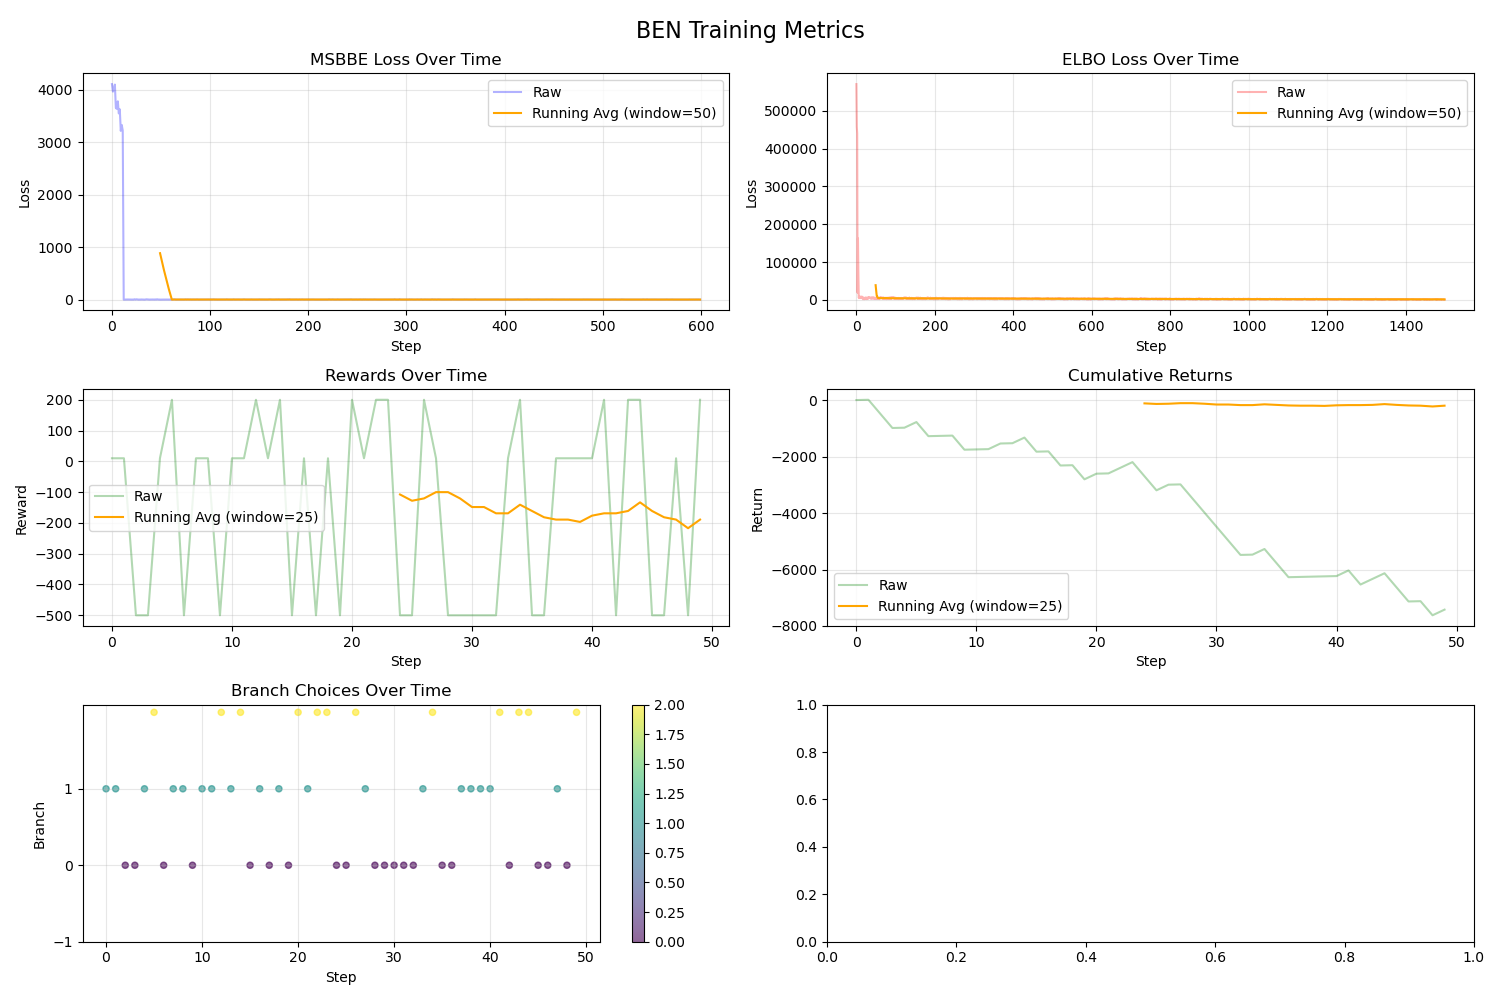 BEN Training Metrics
MSBBE Loss Over Time
Loss
4000
3000
2000
1000
0
Raw
Running Avg (window=50)
0 100 200 300 400 500 600
Step
ELBO Loss Over Time
Loss
500000
400000
300000
200000
100000
0
Raw
Running Avg (window=50)
0 200 400 600 800 1000 1200 1400
Step
Rewards Over Time
Reward
200
100
0
−100
−200
−300
−400
−500
Raw
Running Avg (window=25)
0 10 20 30 40 50
Step
Cumulative Returns
Return
0
−2000
−4000
−6000
−8000
Raw
Running Avg (window=25)
0 10 20 30 40 50
Step
Branch Choices Over Time
Branch
1
0
−1
0 10 20 30 40 50
Step
2.00
1.75
1.50
1.25
1.00
0.75
0.50
0.25
0.00
1.0
0.8
0.6
0.4
0.2
0.0
0.0 0.2 0.4 0.6 0.8 1.0